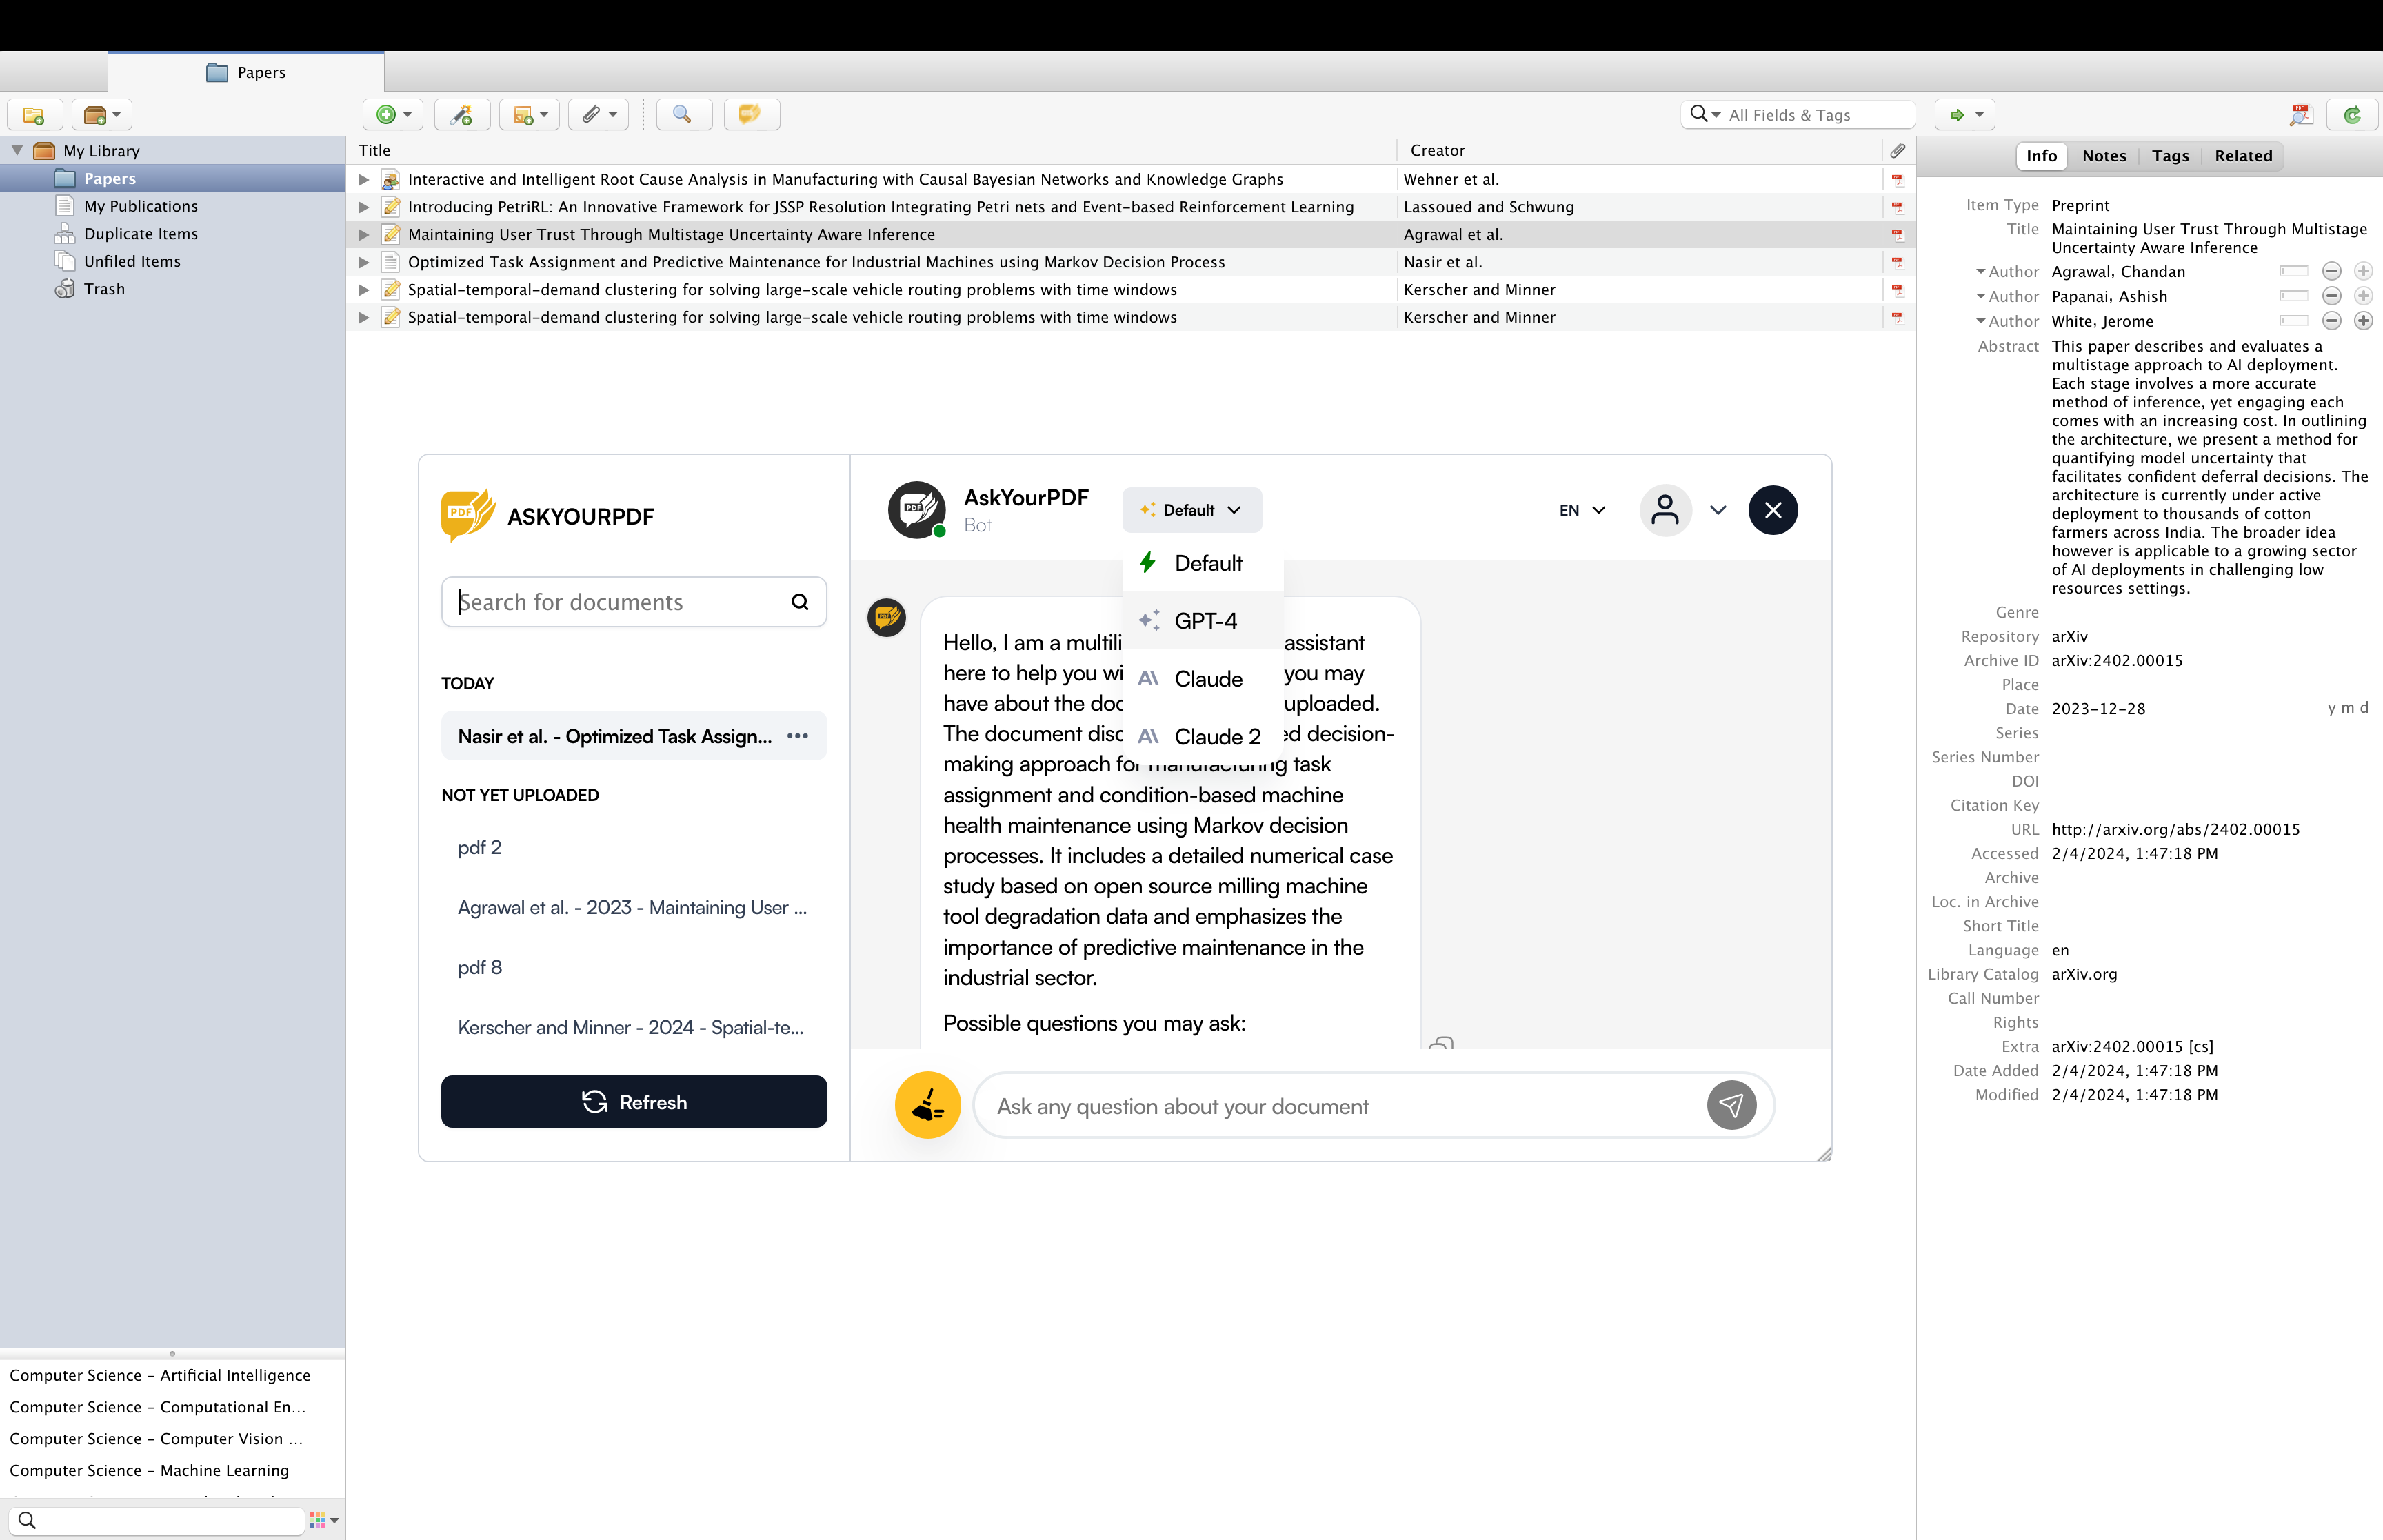 Papers
All Fields & Tags
My Library
Papers
My Publications
Duplicate Items
Unfiled Items
Trash
Title Creator
Interactive and Intelligent Root Cause Analysis in Manufacturing with Causal Bayesian Networks and Knowledge Graphs Wehner et al.
Introducing PetriRL: An Innovative Framework for JSSP Resolution Integrating Petri nets and Event-based Reinforcement Learning Lassoued and Schwung
Maintaining User Trust Through Multistage Uncertainty Aware Inference Agrawal et al.
Optimized Task Assignment and Predictive Maintenance for Industrial Machines using Markov Decision Process Nasir et al.
Spatial-temporal-demand clustering for solving large-scale vehicle routing problems with time windows Kerscher and Minner
Spatial-temporal-demand clustering for solving large-scale vehicle routing problems with time windows Kerscher and Minner
PDF ASKYOURPDF
Search for documents
TODAY
Nasir et al. - Optimized Task Assign... •••
NOT YET UPLOADED
pdf 2
Agrawal et al. - 2023 - Maintaining User ...
pdf 8
Kerscher and Minner - 2024 - Spatial-te...
Refresh
PDF AskYourPDF
Bot
Default
EN
Default
GPT-4
Claude
Claude 2
Hello, I am a assistant
here to help you you may
have about the uploaded.
The document decision-
making approach for task
assignment and condition-based machine
health maintenance using Markov decision
processes. It includes a detailed numerical case
study based on open source milling machine
tool degradation data and emphasizes the
importance of predictive maintenance in the
industrial sector.
Possible questions you may ask:
Ask any question about your document
Info Notes Tags Related
Item Type Preprint
Title Maintaining User Trust Through Multistage
Uncertainty Aware Inference
Author Agrawal, Chandan
Author Papanai, Ashish
Author White, Jerome
Abstract This paper describes and evaluates a
multistage approach to AI deployment.
Each stage involves a more accurate
method of inference, yet engaging each
comes with an increasing cost. In outlining
the architecture, we present a method for
quantifying model uncertainty that
facilitates confident deferral decisions. The
architecture is currently under active
deployment to thousands of cotton
farmers across India. The broader idea
however is applicable to a growing sector
of AI deployments in challenging low
resources settings.
Genre
Repository arXiv
Archive ID arXiv:2402.00015
Place
Date 2023-12-28 y m d
Series
Series Number
DOI
Citation Key
URL http://arxiv.org/abs/2402.00015
Accessed 2/4/2024, 1:47:18 PM
Archive
Loc. in Archive
Short Title
Language en
Library Catalog arXiv.org
Call Number
Rights
Extra arXiv:2402.00015 [cs]
Date Added 2/4/2024, 1:47:18 PM
Modified 2/4/2024, 1:47:18 PM
Computer Science – Artificial Intelligence
Computer Science – Computational En...
Computer Science – Computer Vision ...
Computer Science – Machine Learning